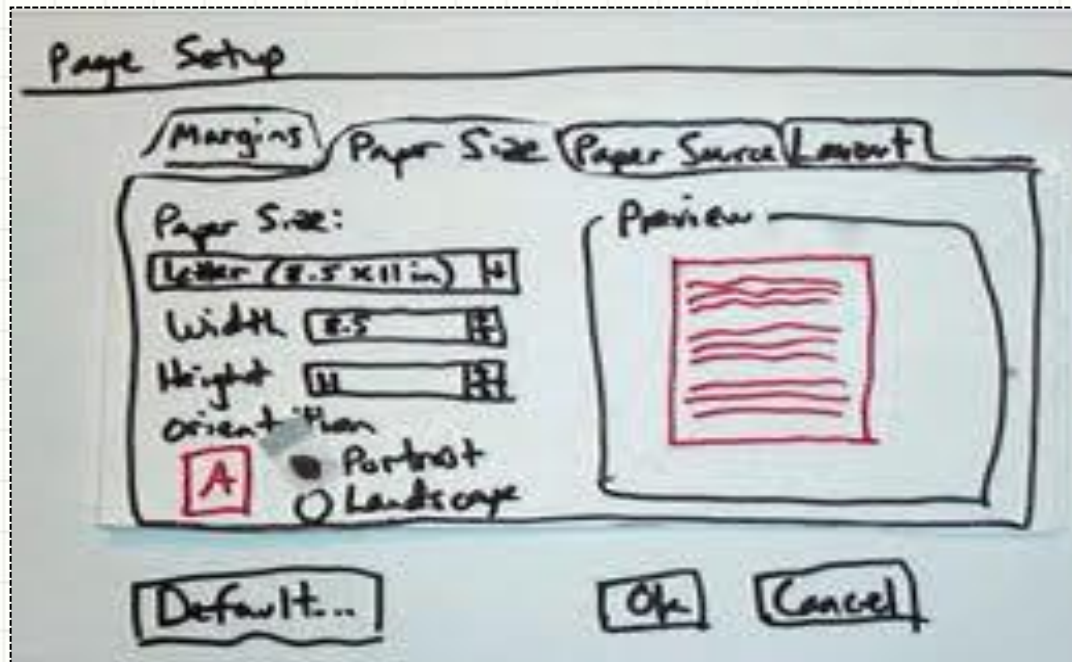 Page Setup
Margins Paper Size Paper Source Layout
Paper Size: Preview
Letter (8.5 x 11 in)
Width 8.5
Height 11
orientation
A Portrait
Landscape
Default... Ok Cancel